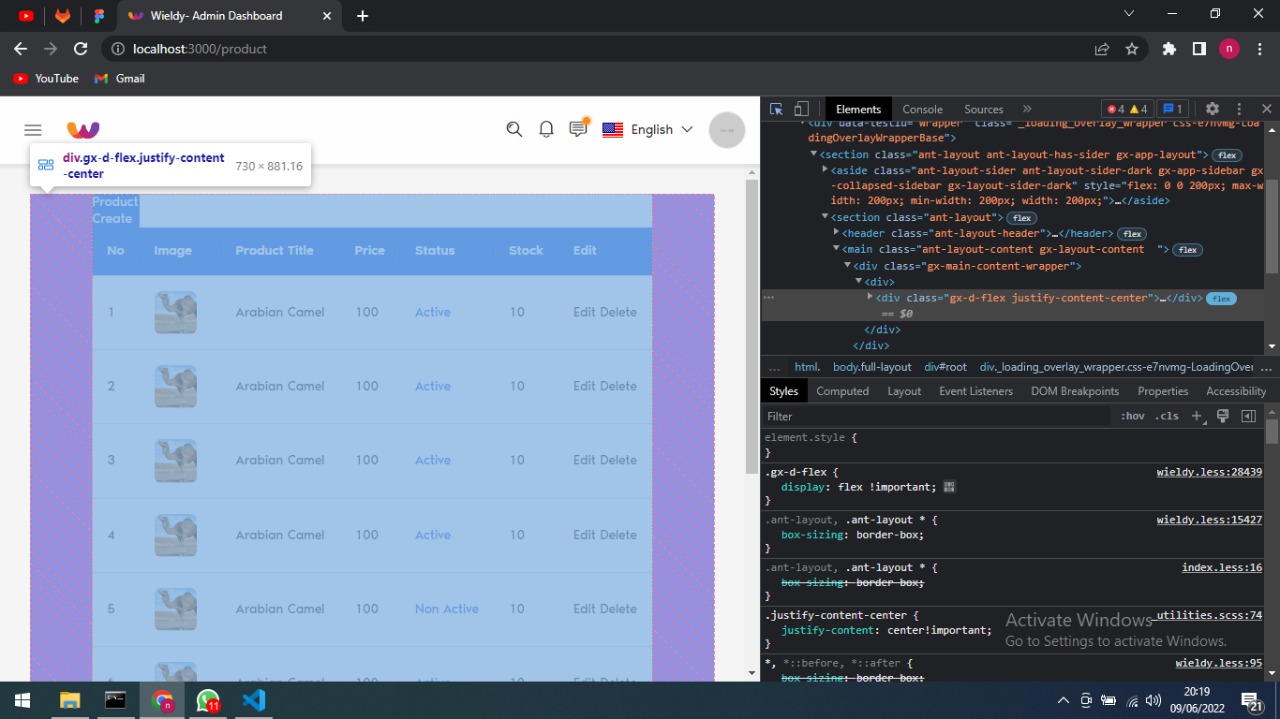 Wieldy- Admin Dashboard
localhost:3000/product
n
YouTube
Gmail
English
div.gx-d-flex.justify-content
-center
730 × 881.16
Product
Create
No Image Product Title Price Status Stock Edit
1 Arabian Camel 100 Active 10 Edit Delete
2 Arabian Camel 100 Active 10 Edit Delete
3 Arabian Camel 100 Active 10 Edit Delete
4 Arabian Camel 100 Active 10 Edit Delete
5 Arabian Camel 100 Non Active 10 Edit Delete
Elements Console Sources » 4 4 1
<div data-testid="wrapper" class="_loading_overlay_wrapper css-e7nvmg-Loa
dingOverlayWrapperBase">
<section class="ant-layout ant-layout-has-sider gx-app-layout"> flex
<aside class="ant-layout-sider ant-layout-sider-dark gx-app-sidebar gx
-collapsed-sidebar gx-layout-sider-dark" style="flex: 0 0 200px; max-w
idth: 200px; min-width: 200px; width: 200px;">…</aside>
<section class="ant-layout"> flex
<header class="ant-layout-header">…</header> flex
<main class="ant-layout-content gx-layout-content  "> flex
<div class="gx-main-content-wrapper">
<div>
… <div class="gx-d-flex justify-content-center">…</div> flex
== $0
</div>
</div>
… html. body.full-layout div#root div._loading_overlay_wrapper.css-e7nvmg-LoadingOver …
Styles Computed Layout Event Listeners DOM Breakpoints Properties Accessibility
Filter :hov .cls +
element.style {
}
.gx-d-flex { wieldy.less:28439
display: flex !important;
}
.ant-layout, .ant-layout * { wieldy.less:15427
box-sizing: border-box;
}
.ant-layout, .ant-layout * { index.less:16
box-sizing: border-box;
}
.justify-content-center { _utilities.scss:74
justify-content: center!important;
}
*, *::before, *::after { wieldy.less:95
box-sizing: border-box;
Activate Windows
Go to Settings to activate Windows.
n
11
20:19
09/06/2022
21